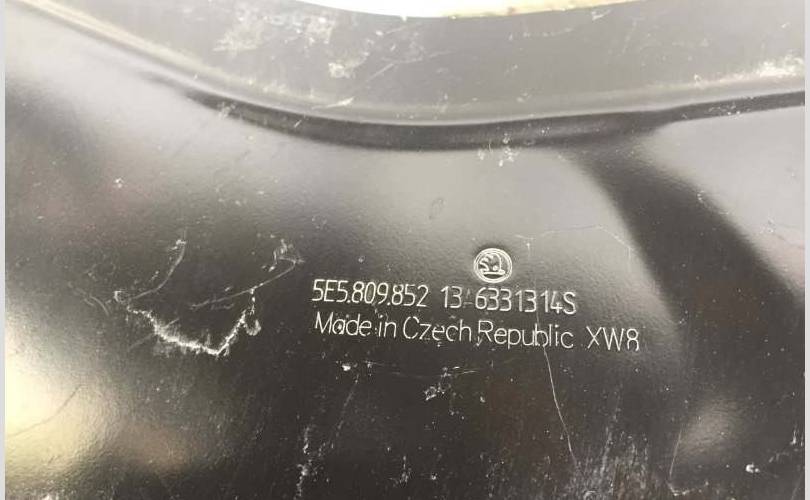 5E5.809.852 13 6331314S
Made in Czech Republic XW8